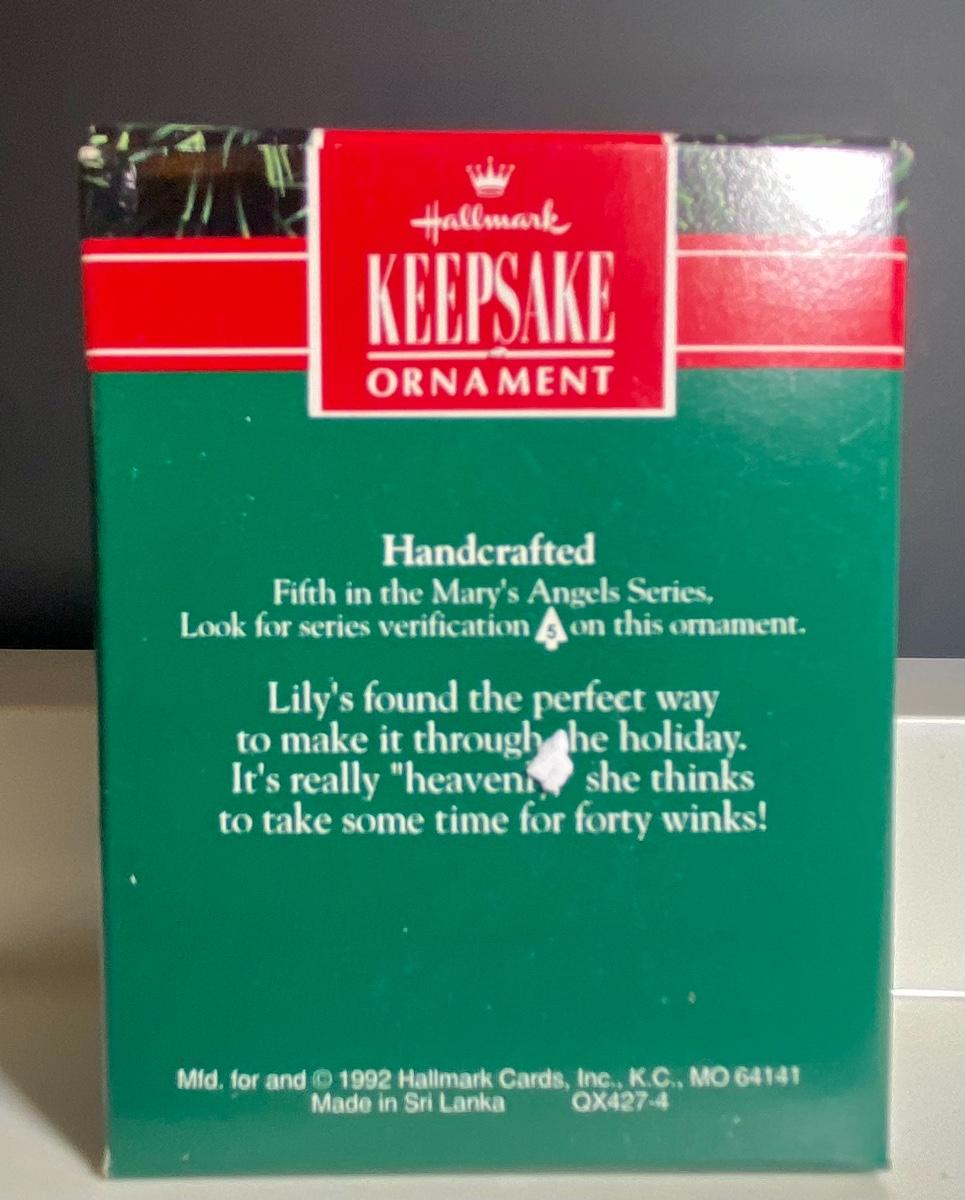 Hallmark
KEEPSAKE
ORNAMENT
Handcrafted
Fifth in the Mary's Angels Series.
Look for series verification 5 on this ornament.
Lily's found the perfect way
to make it through he holiday.
It's really "heaven she thinks
to take some time for forty winks!
Mfd. for and © 1992 Hallmark Cards, Inc., K.C., MO 64141
Made in Sri Lanka QX427-4